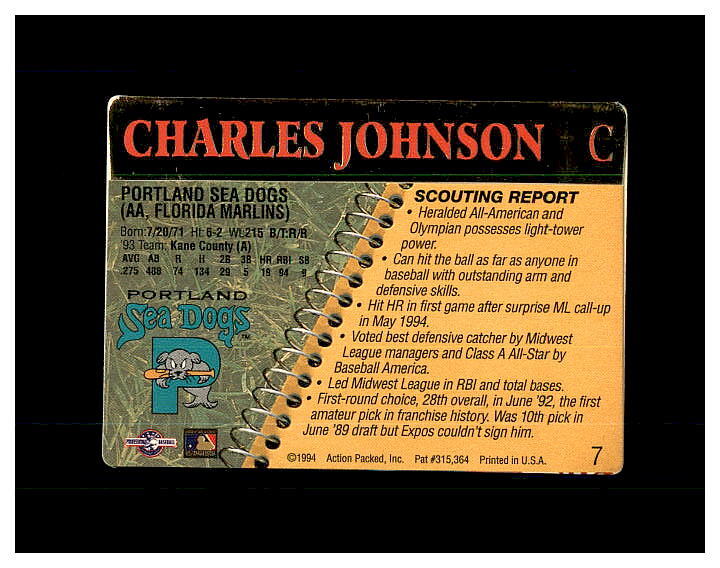 CHARLES JOHNSON C
PORTLAND SEA DOGS
(AA, FLORIDA MARLINS)
Born:7/20/71 Ht: 6-2 Wt:215 B/T:R/R
'93 Team: Kane County (A)
AVG AB R H 2B 3B HR RBI SB
.275 488 74 134 29 5 19 94 9
PORTLAND
Sea Dogs™
P
SCOUTING REPORT
• Heralded All-American and
Olympian possesses light-tower
power.
• Can hit the ball as far as anyone in
baseball with outstanding arm and
defensive skills.
• Hit HR in first game after surprise ML call-up
in May 1994.
• Voted best defensive catcher by Midwest
League managers and Class A All-Star by
Baseball America.
• Led Midwest League in RBI and total bases.
• First-round choice, 28th overall, in June '92, the first
amateur pick in franchise history. Was 10th pick in
June '89 draft but Expos couldn't sign him.
PROFESSIONAL BASEBALL
©1994 Action Packed, Inc. Pat #315,364 Printed in U.S.A. 7